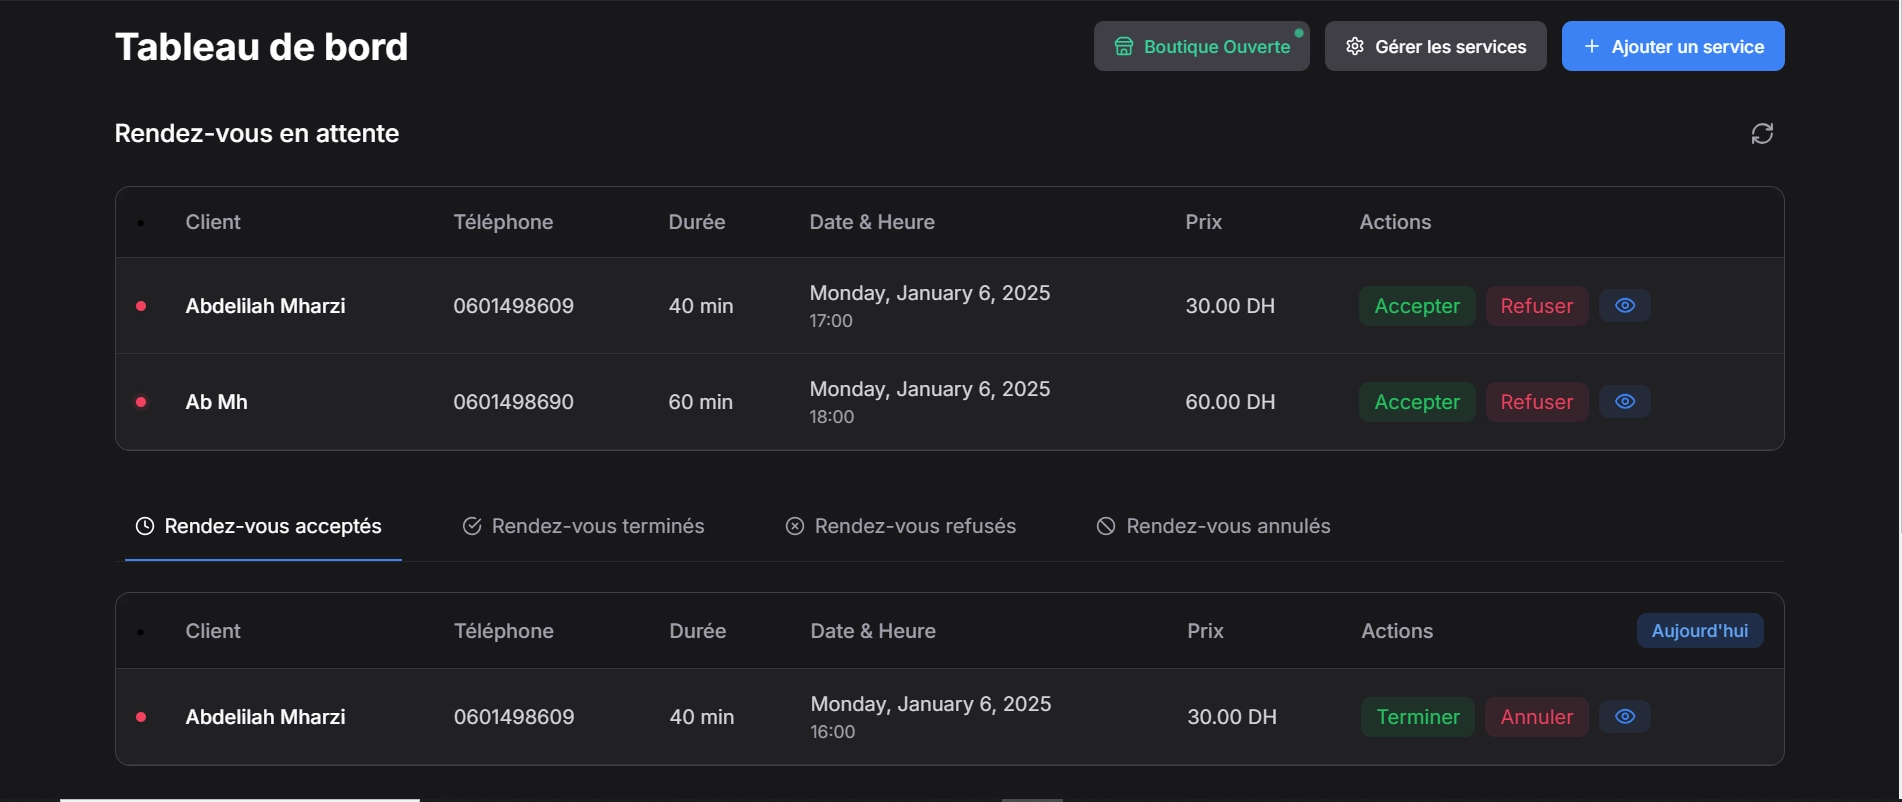 Tableau de bord
Boutique Ouverte
Gérer les services
Ajouter un service
Rendez-vous en attente
Client Téléphone Durée Date & Heure Prix Actions
Abdelilah Mharzi 0601498609 40 min Monday, January 6, 2025 30.00 DH Accepter Refuser
17:00
Ab Mh 0601498690 60 min Monday, January 6, 2025 60.00 DH Accepter Refuser
18:00
Rendez-vous acceptés Rendez-vous terminés Rendez-vous refusés Rendez-vous annulés
Client Téléphone Durée Date & Heure Prix Actions Aujourd'hui
Abdelilah Mharzi 0601498609 40 min Monday, January 6, 2025 30.00 DH Terminer Annuler
16:00